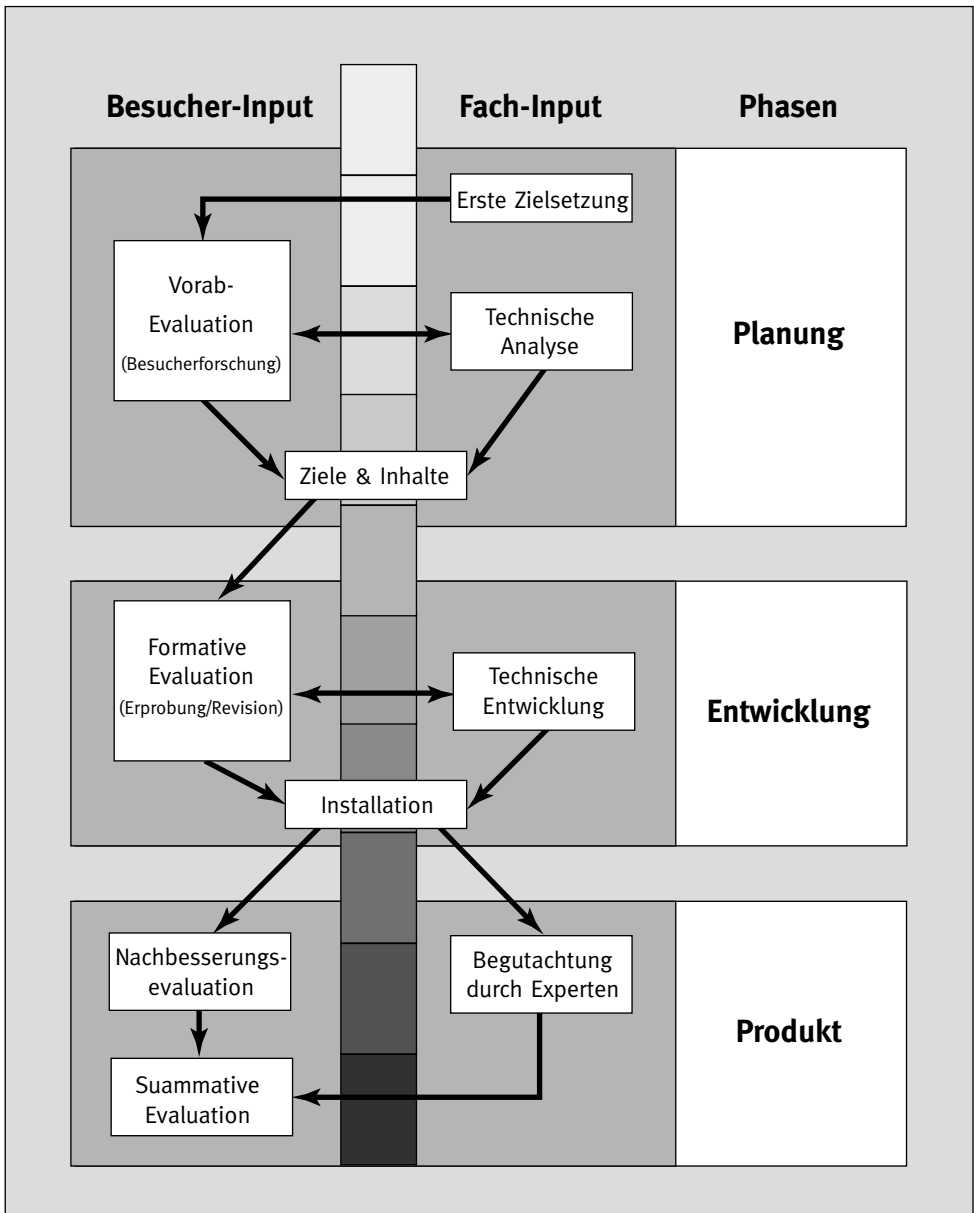 Besucher-Input
Fach-Input
Phasen
Erste Zielsetzung
Vorab-
Evaluation
(Besucherforschung)
Technische
Analyse
Planung
Ziele & Inhalte
Formative
Evaluation
(Erprobung/Revision)
Technische
Entwicklung
Entwicklung
Installation
Nachbesserungs-
evaluation
Begutachtung
durch Experten
Produkt
Suammative
Evaluation